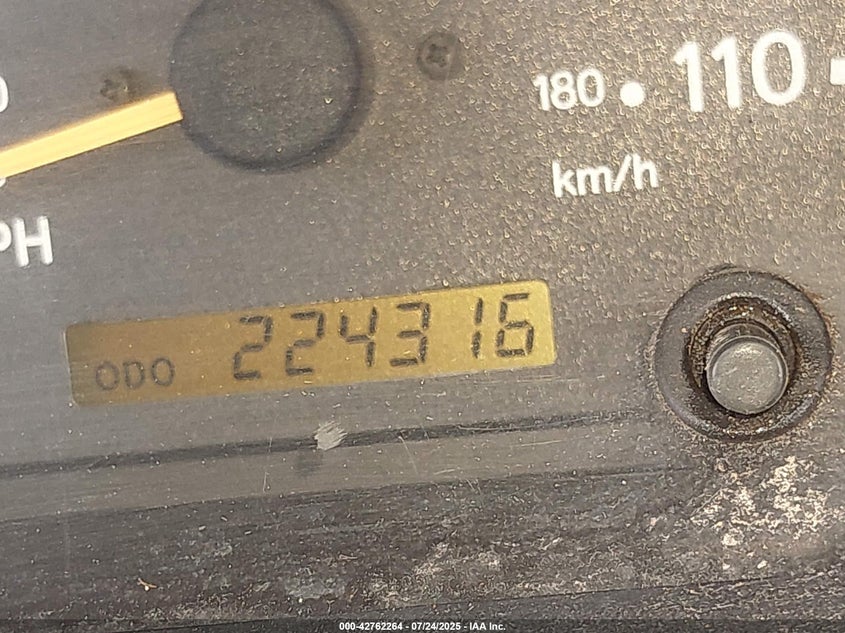 180 110
km/h
PH
ODO 224316
000-42762264 - 07/24/2025 - IAA Inc.